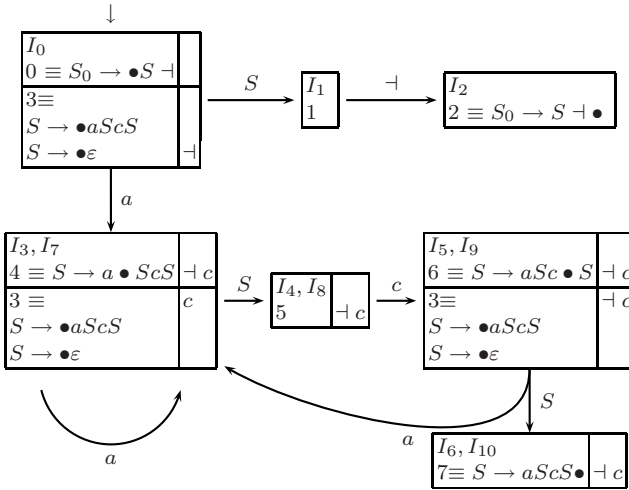 ↓
I₀
0 ≡ S₀ → ●S ⊣
3≡
S → ●aScS
S → ●ε ⊣
S
I₁
1
⊣
I₂
2 ≡ S₀ → S ⊣ ●
a
I₃, I₇
4 ≡ S → a ● ScS ⊣ c
3 ≡ c
S → ●aScS
S → ●ε
S
I₄, I₈
5 ⊣ c
c
I₅, I₉
6 ≡ S → aSc ● S ⊣ c
3≡ ⊣ c
S → ●aScS
S → ●ε
a
a
S
I₆, I₁₀
7≡ S → aScS● ⊣ c